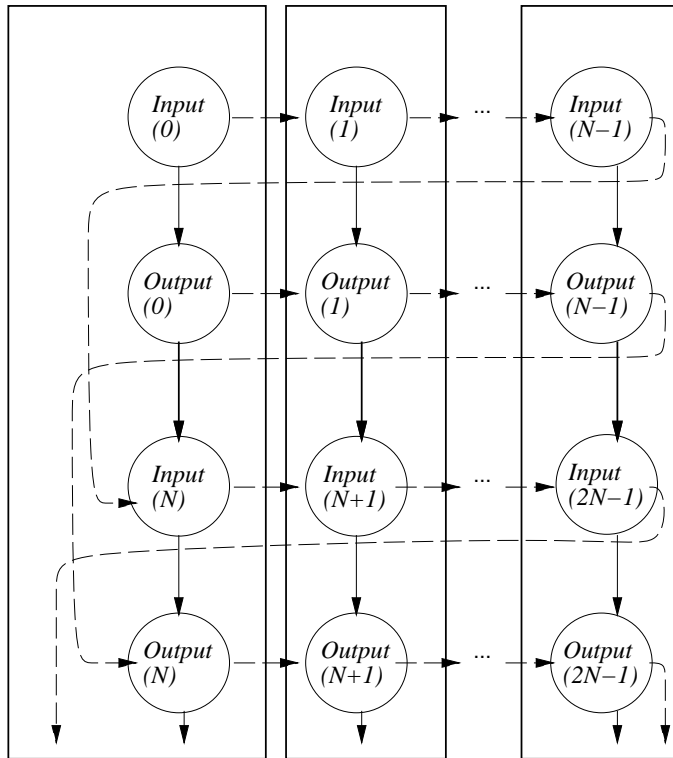 Input
(0)
Input
(1)
...
Input
(N−1)
Output
(0)
Output
(1)
...
Output
(N−1)
Input
(N)
Input
(N+1)
...
Input
(2N−1)
Output
(N)
Output
(N+1)
...
Output
(2N−1)